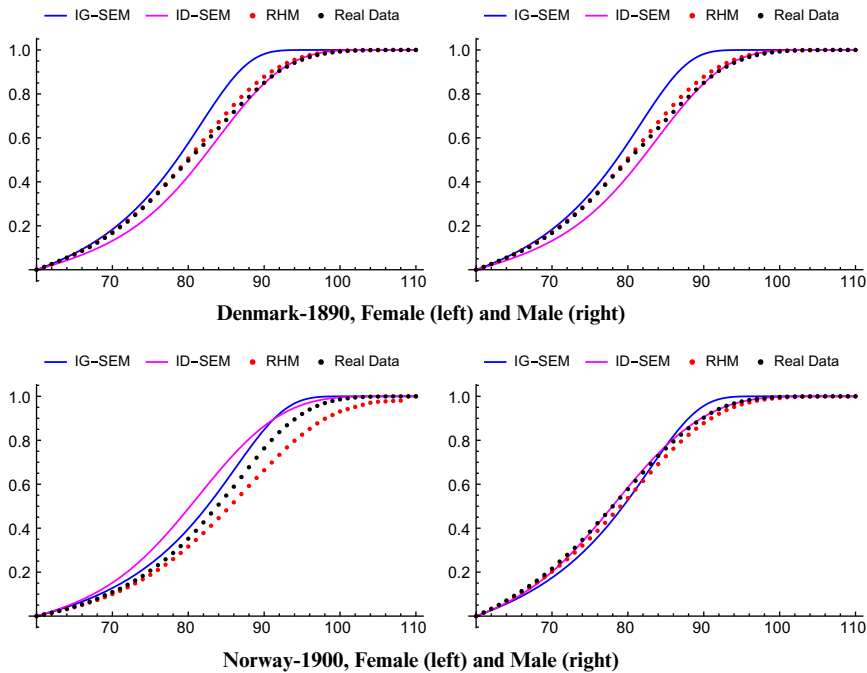 IG-SEM ID-SEM RHM Real Data
1.0
0.8
0.6
0.4
0.2
70 80 90 100 110
IG-SEM ID-SEM RHM Real Data
1.0
0.8
0.6
0.4
0.2
70 80 90 100 110
Denmark-1890, Female (left) and Male (right)
IG-SEM ID-SEM RHM Real Data
1.0
0.8
0.6
0.4
0.2
70 80 90 100 110
IG-SEM ID-SEM RHM Real Data
1.0
0.8
0.6
0.4
0.2
70 80 90 100 110
Norway-1900, Female (left) and Male (right)